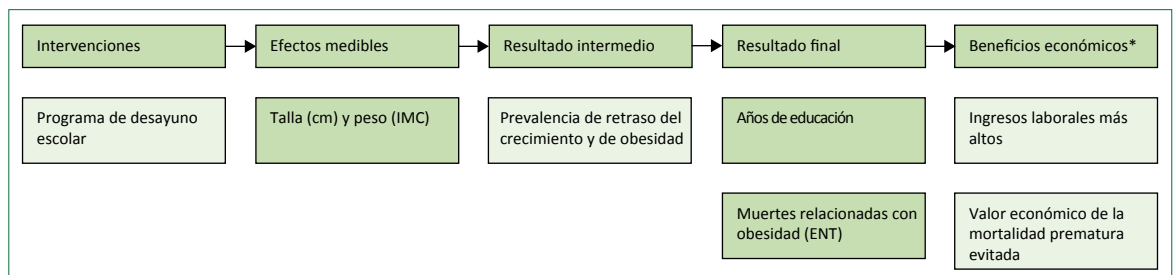 Intervenciones
Efectos medibles
Resultado intermedio
Resultado final
Beneficios económicos*
Programa de desayuno
escolar
Talla (cm) y peso (IMC)
Prevalencia de retraso del
crecimiento y de obesidad
Años de educación
Ingresos laborales más
altos
Muertes relacionadas con
obesidad (ENT)
Valor económico de la
mortalidad prematura
evitada